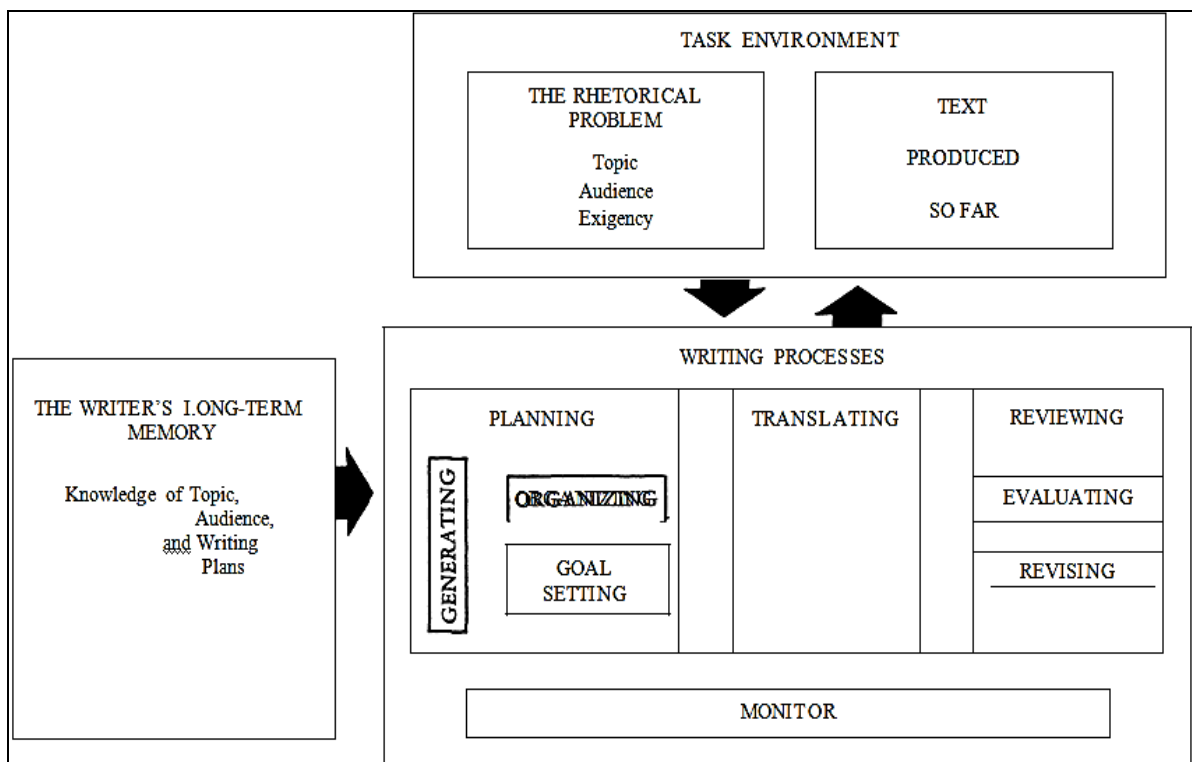 TASK ENVIRONMENT
THE RHETORICAL
PROBLEM
Topic
Audience
Exigency
TEXT
PRODUCED
SO FAR
THE WRITER'S I.ONG-TERM
MEMORY
Knowledge of Topic,
Audience,
and Writing
Plans
WRITING PROCESSES
PLANNING
GENERATING
ORGANIZING
GOAL
SETTING
TRANSLATING
REVIEWING
EVALUATING
REVISING
MONITOR